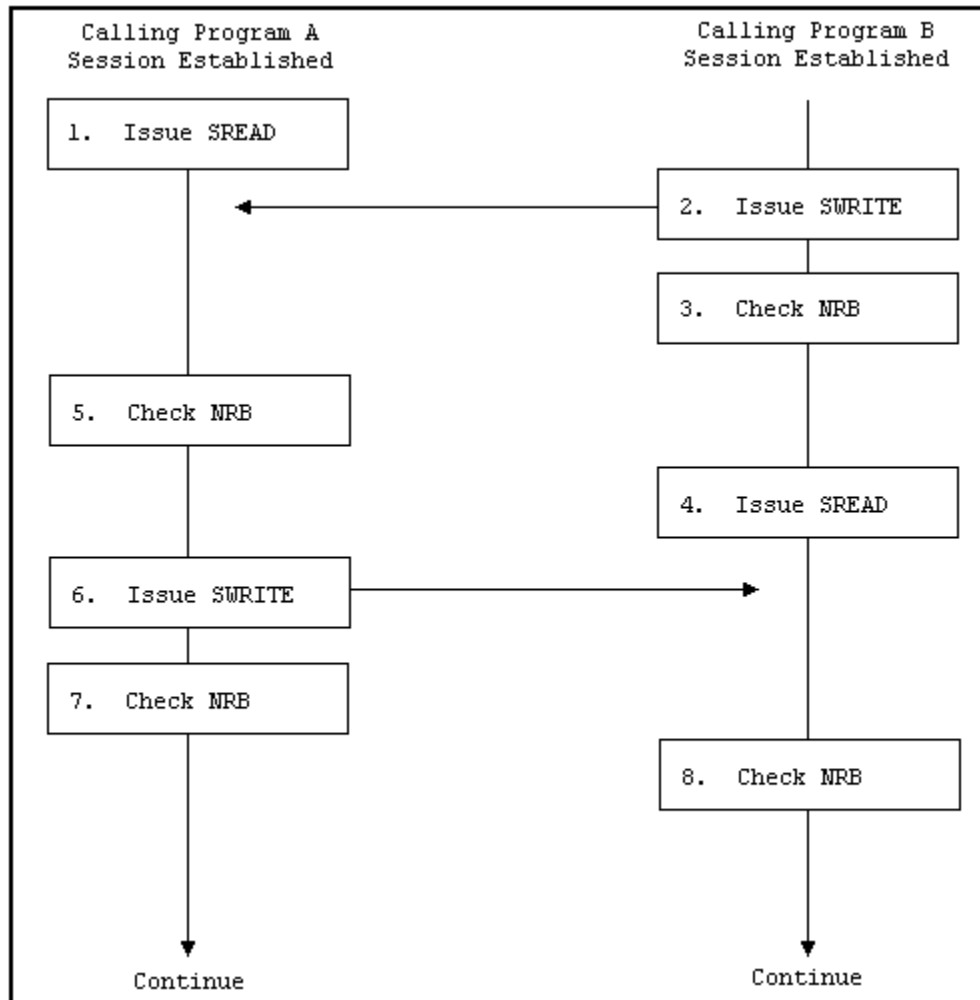 Calling Program A
Session Established
Calling Program B
Session Established
1. Issue SREAD
2. Issue SWRITE
3. Check NRB
5. Check NRB
4. Issue SREAD
6. Issue SWRITE
7. Check NRB
8. Check NRB
Continue
Continue